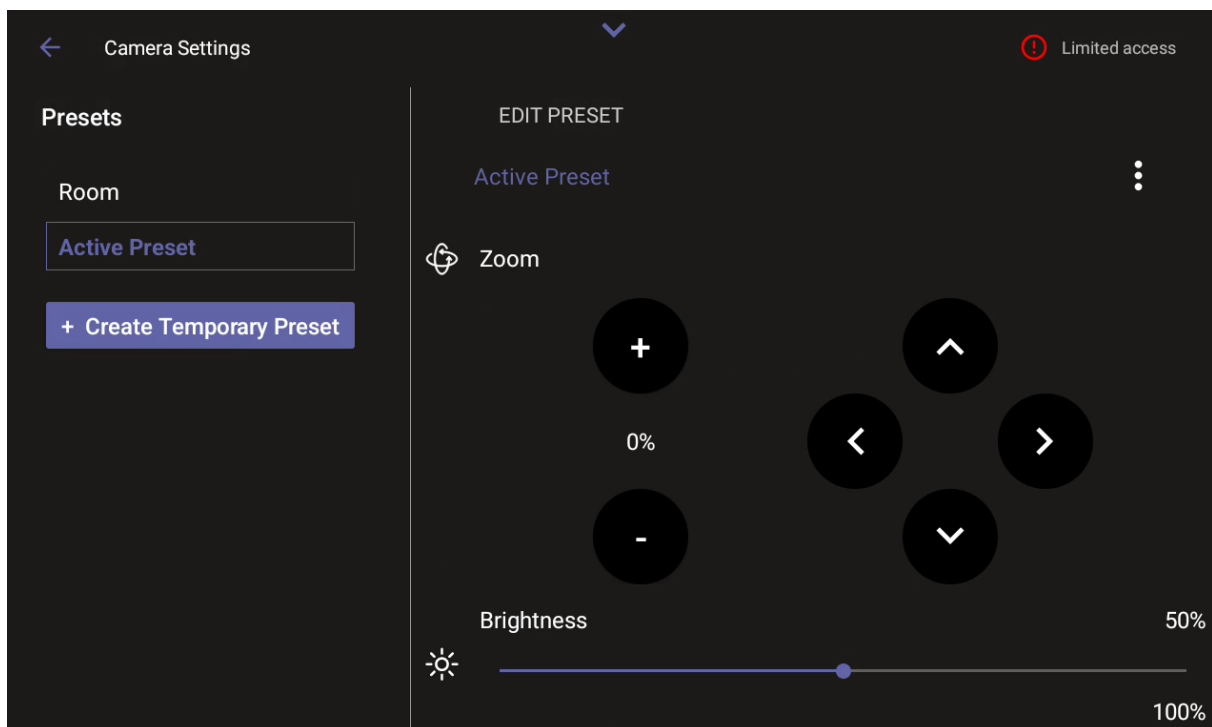 Camera Settings
Limited access
Presets
Room
Active Preset
+ Create Temporary Preset
EDIT PRESET
Active Preset
Zoom
+
0%
-
Brightness
50%
100%